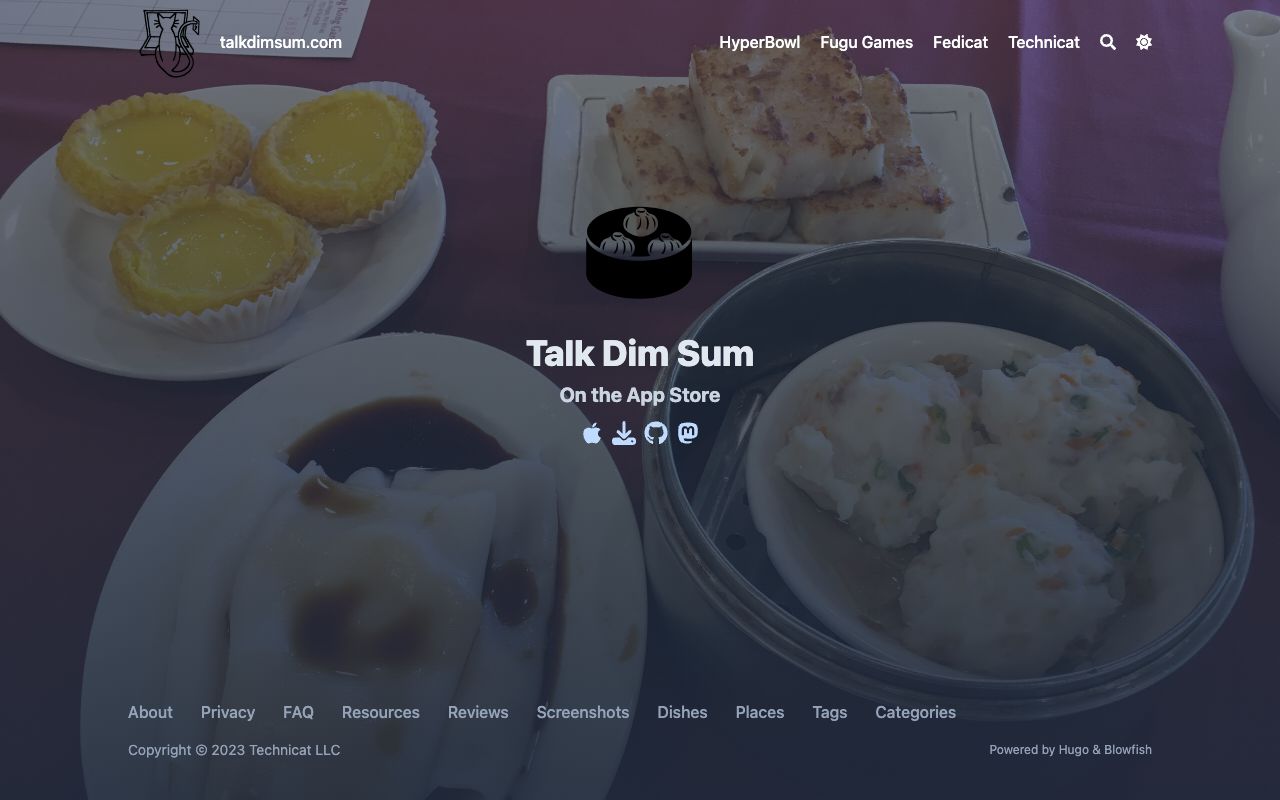 talkdimsum.com
HyperBowl Fugu Games Fedicat Technicat
Talk Dim Sum
On the App Store
About Privacy FAQ Resources Reviews Screenshots Dishes Places Tags Categories
Copyright © 2023 Technicat LLC
Powered by Hugo & Blowfish